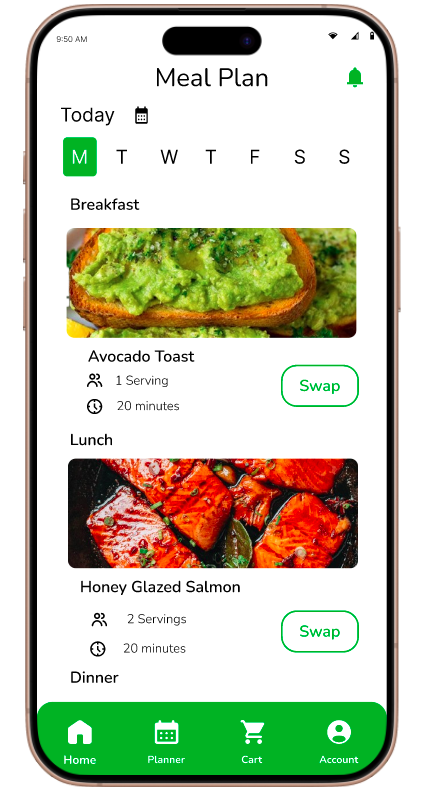 9:50 AM
Meal Plan
Today
M T W T F S S
Breakfast
Avocado Toast
1 Serving
20 minutes
Swap
Lunch
Honey Glazed Salmon
2 Servings
20 minutes
Swap
Dinner
Home Planner Cart Account